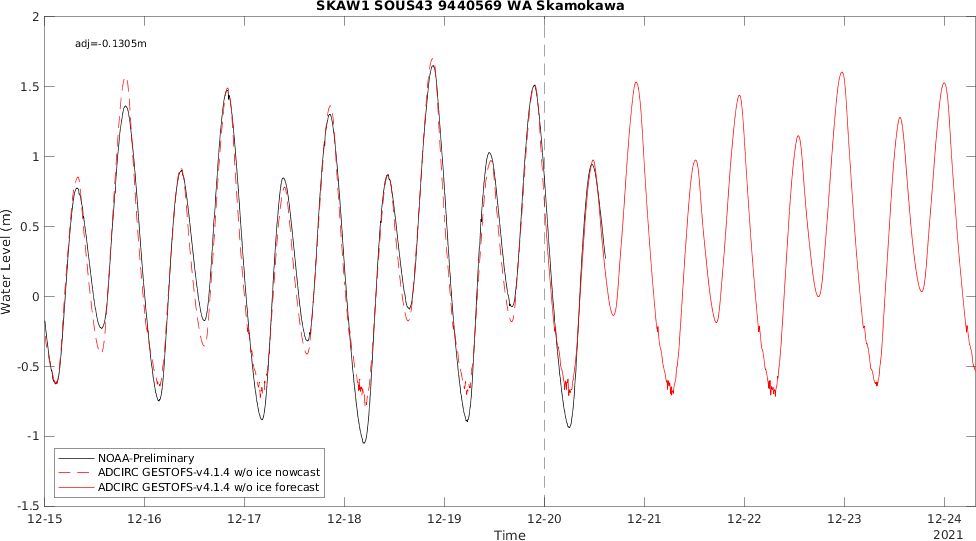 SKAW1 SOUS43 9440569 WA Skamokawa
adj=-0.1305m
2
1.5
1
0.5
0
-0.5
-1
-1.5
Water Level (m)
NOAA-Preliminary
ADCIRC GESTOFS-v4.1.4 w/o ice nowcast
ADCIRC GESTOFS-v4.1.4 w/o ice forecast
12-15 12-16 12-17 12-18 12-19 12-20 12-21 12-22 12-23 12-24
Time
2021